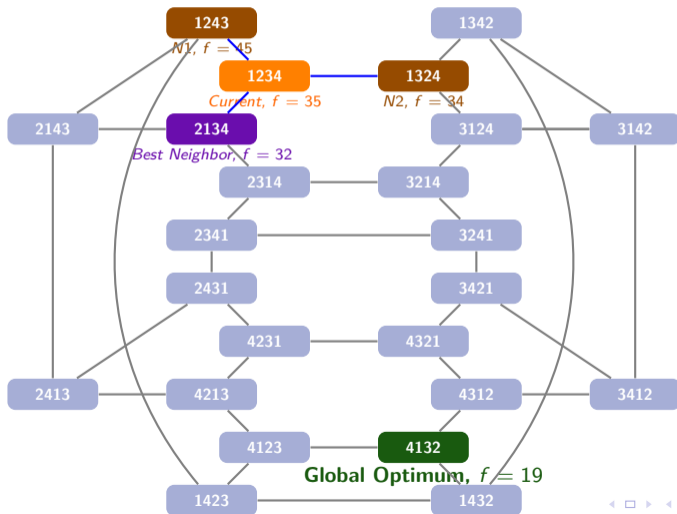 1243 1342
N1, f = 45
1234 1324
Current, f = 35 N2, f = 34
2143 2134 3124 3142
Best Neighbor, f = 32
2314 3214
2341 3241
2431 3421
4231 4321
2413 4213 4312 3412
4123 4132
Global Optimum, f = 19
1423 1432